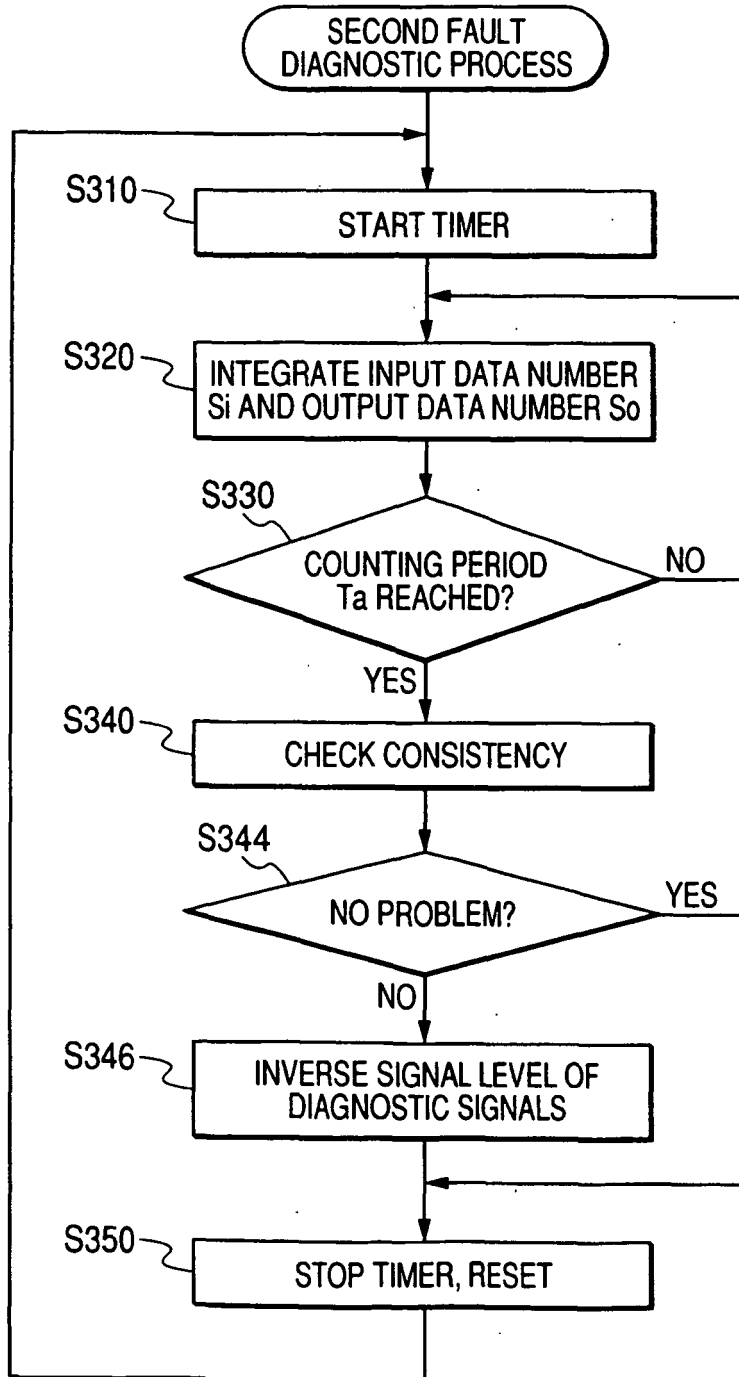 SECOND FAULT
DIAGNOSTIC PROCESS
S310
START TIMER
S320
INTEGRATE INPUT DATA NUMBER
Si AND OUTPUT DATA NUMBER So
S330
COUNTING PERIOD
Ta REACHED?
NO
YES
S340
CHECK CONSISTENCY
S344
NO PROBLEM?
YES
NO
S346
INVERSE SIGNAL LEVEL OF
DIAGNOSTIC SIGNALS
S350
STOP TIMER, RESET